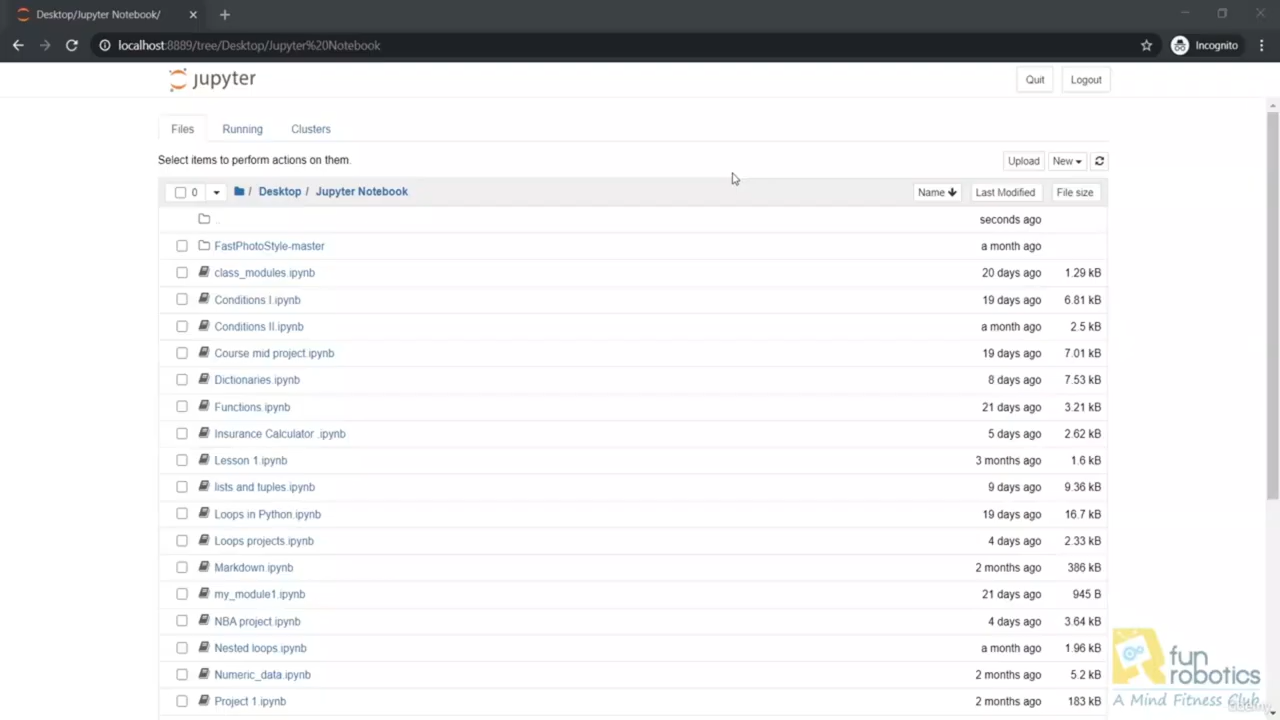 Desktop/Jupyter Notebook/
localhost:8889/tree/Desktop/Jupyter%20Notebook
Incognito
jupyter
Quit
Logout
Files
Running
Clusters
Select items to perform actions on them.
Upload
New
0
/ Desktop / Jupyter Notebook
Name
Last Modified
File size
..
seconds ago
FastPhotoStyle-master
a month ago
class_modules.ipynb
20 days ago
1.29 kB
Conditions I.ipynb
19 days ago
6.81 kB
Conditions II.ipynb
a month ago
2.5 kB
Course mid project.ipynb
19 days ago
7.01 kB
Dictionaries.ipynb
8 days ago
7.53 kB
Functions.ipynb
21 days ago
3.21 kB
Insurance Calculator .ipynb
5 days ago
2.62 kB
Lesson 1.ipynb
3 months ago
1.6 kB
lists and tuples.ipynb
9 days ago
9.36 kB
Loops in Python.ipynb
19 days ago
16.7 kB
Loops projects.ipynb
4 days ago
2.33 kB
Markdown.ipynb
2 months ago
386 kB
my_module1.ipynb
21 days ago
945 B
NBA project.ipynb
4 days ago
3.64 kB
Nested loops.ipynb
a month ago
1.96 kB
Numeric_data.ipynb
2 months ago
5.2 kB
Project 1.ipynb
2 months ago
183 kB
fun
robotics
A Mind Fitness Club
Udemy